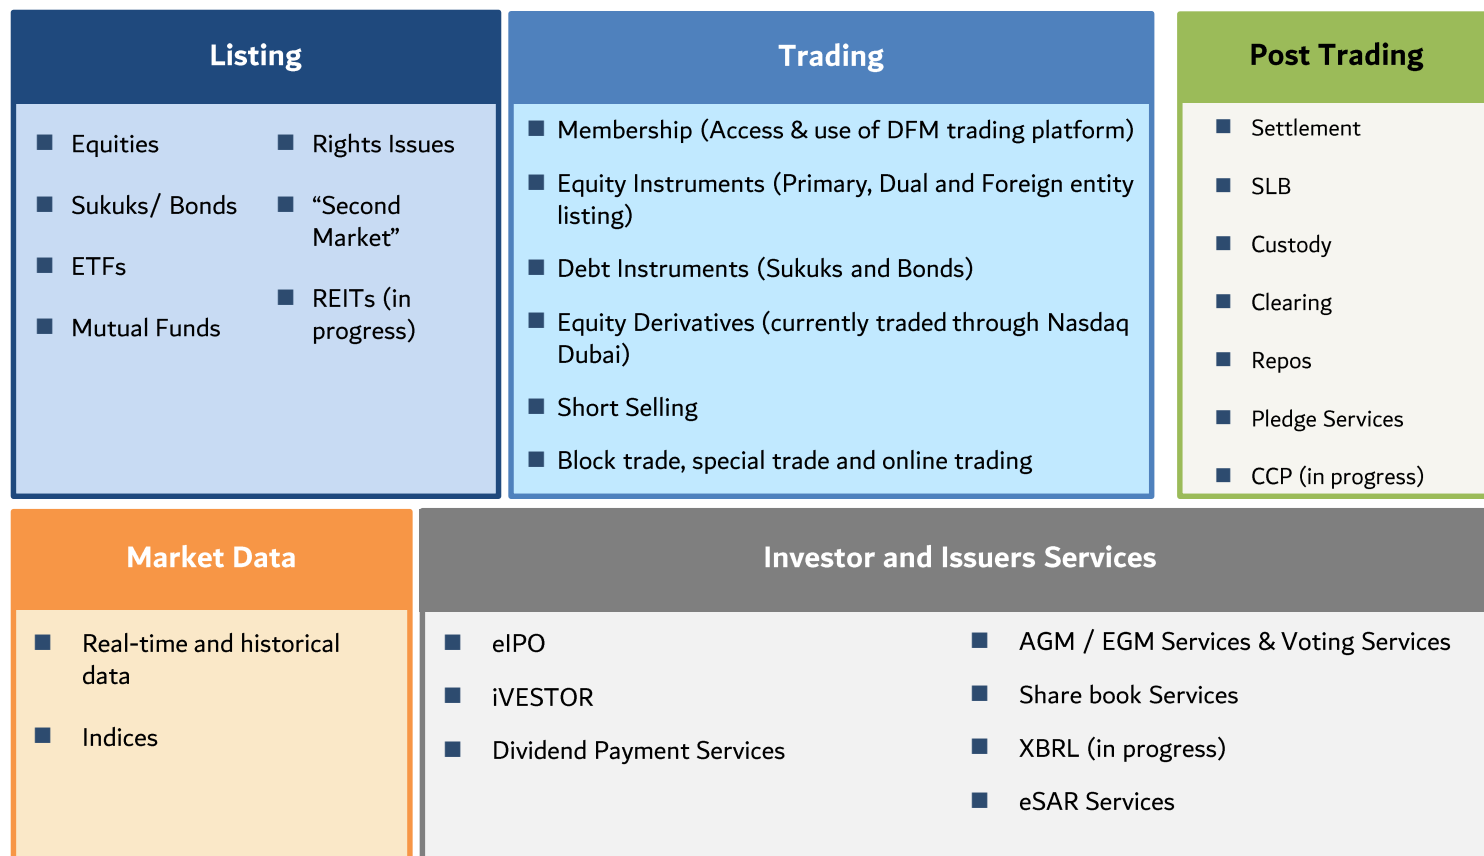 Listing
Equities
Sukuks/ Bonds
ETFs
Mutual Funds
Rights Issues
“Second
Market”
REITs (in
progress)
Trading
Membership (Access & use of DFM trading platform)
Equity Instruments (Primary, Dual and Foreign entity
listing)
Debt Instruments (Sukuks and Bonds)
Equity Derivatives (currently traded through Nasdaq
Dubai)
Short Selling
Block trade, special trade and online trading
Post Trading
Settlement
SLB
Custody
Clearing
Repos
Pledge Services
CCP (in progress)
Market Data
Real-time and historical
data
Indices
Investor and Issuers Services
eIPO
iVESTOR
Dividend Payment Services
AGM / EGM Services & Voting Services
Share book Services
XBRL (in progress)
eSAR Services